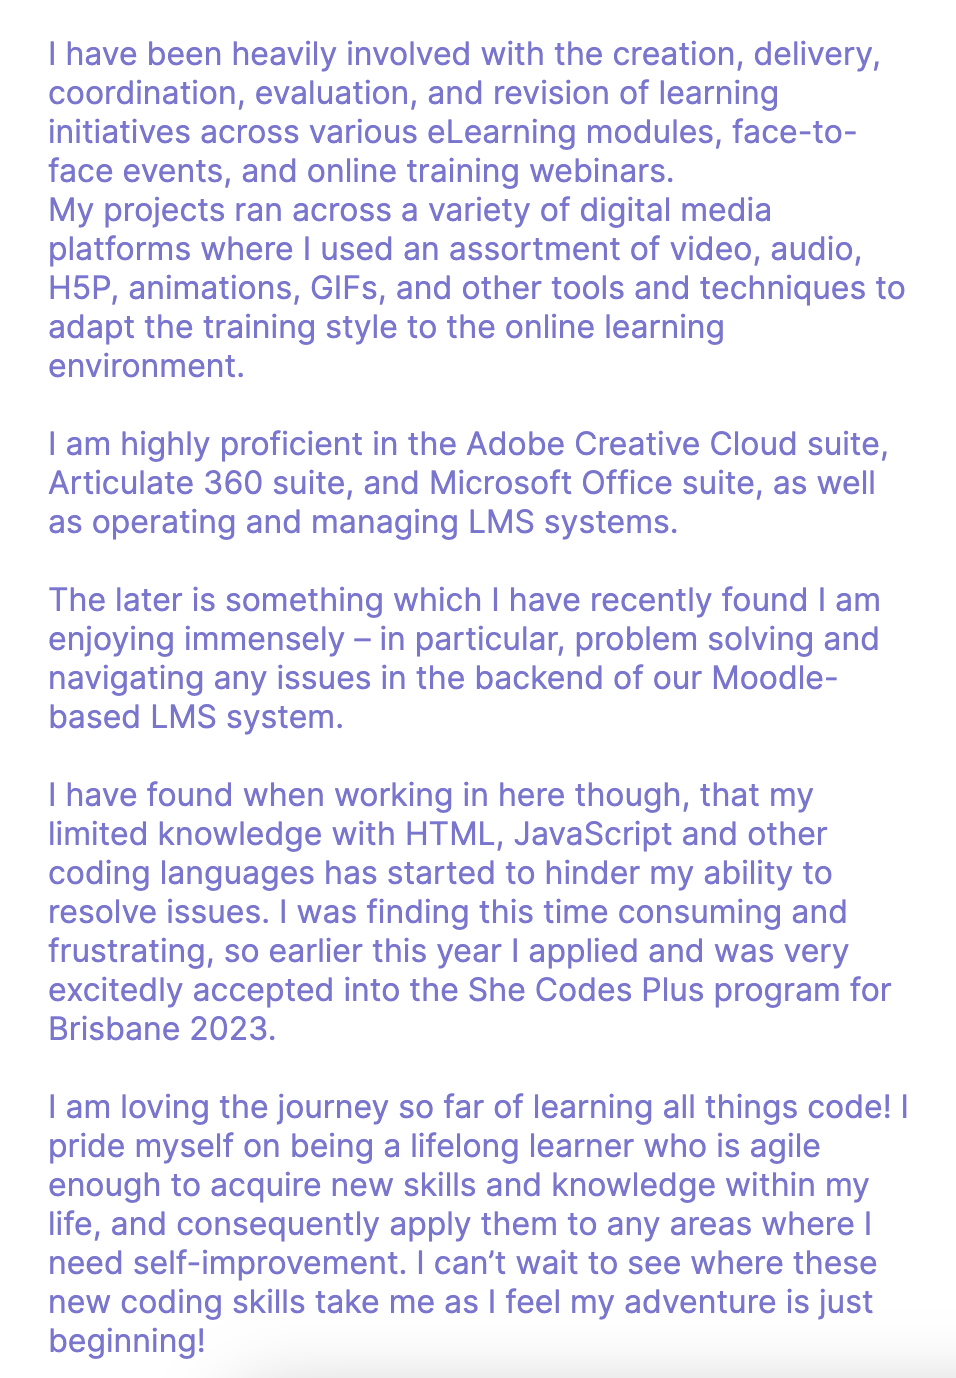 I have been heavily involved with the creation, delivery,
coordination, evaluation, and revision of learning
initiatives across various eLearning modules, face-to-
face events, and online training webinars.
My projects ran across a variety of digital media
platforms where I used an assortment of video, audio,
H5P, animations, GIFs, and other tools and techniques to
adapt the training style to the online learning
environment.
I am highly proficient in the Adobe Creative Cloud suite,
Articulate 360 suite, and Microsoft Office suite, as well
as operating and managing LMS systems.
The later is something which I have recently found I am
enjoying immensely – in particular, problem solving and
navigating any issues in the backend of our Moodle-
based LMS system.
I have found when working in here though, that my
limited knowledge with HTML, JavaScript and other
coding languages has started to hinder my ability to
resolve issues. I was finding this time consuming and
frustrating, so earlier this year I applied and was very
excitedly accepted into the She Codes Plus program for
Brisbane 2023.
I am loving the journey so far of learning all things code! I
pride myself on being a lifelong learner who is agile
enough to acquire new skills and knowledge within my
life, and consequently apply them to any areas where I
need self-improvement. I can’t wait to see where these
new coding skills take me as I feel my adventure is just
beginning!